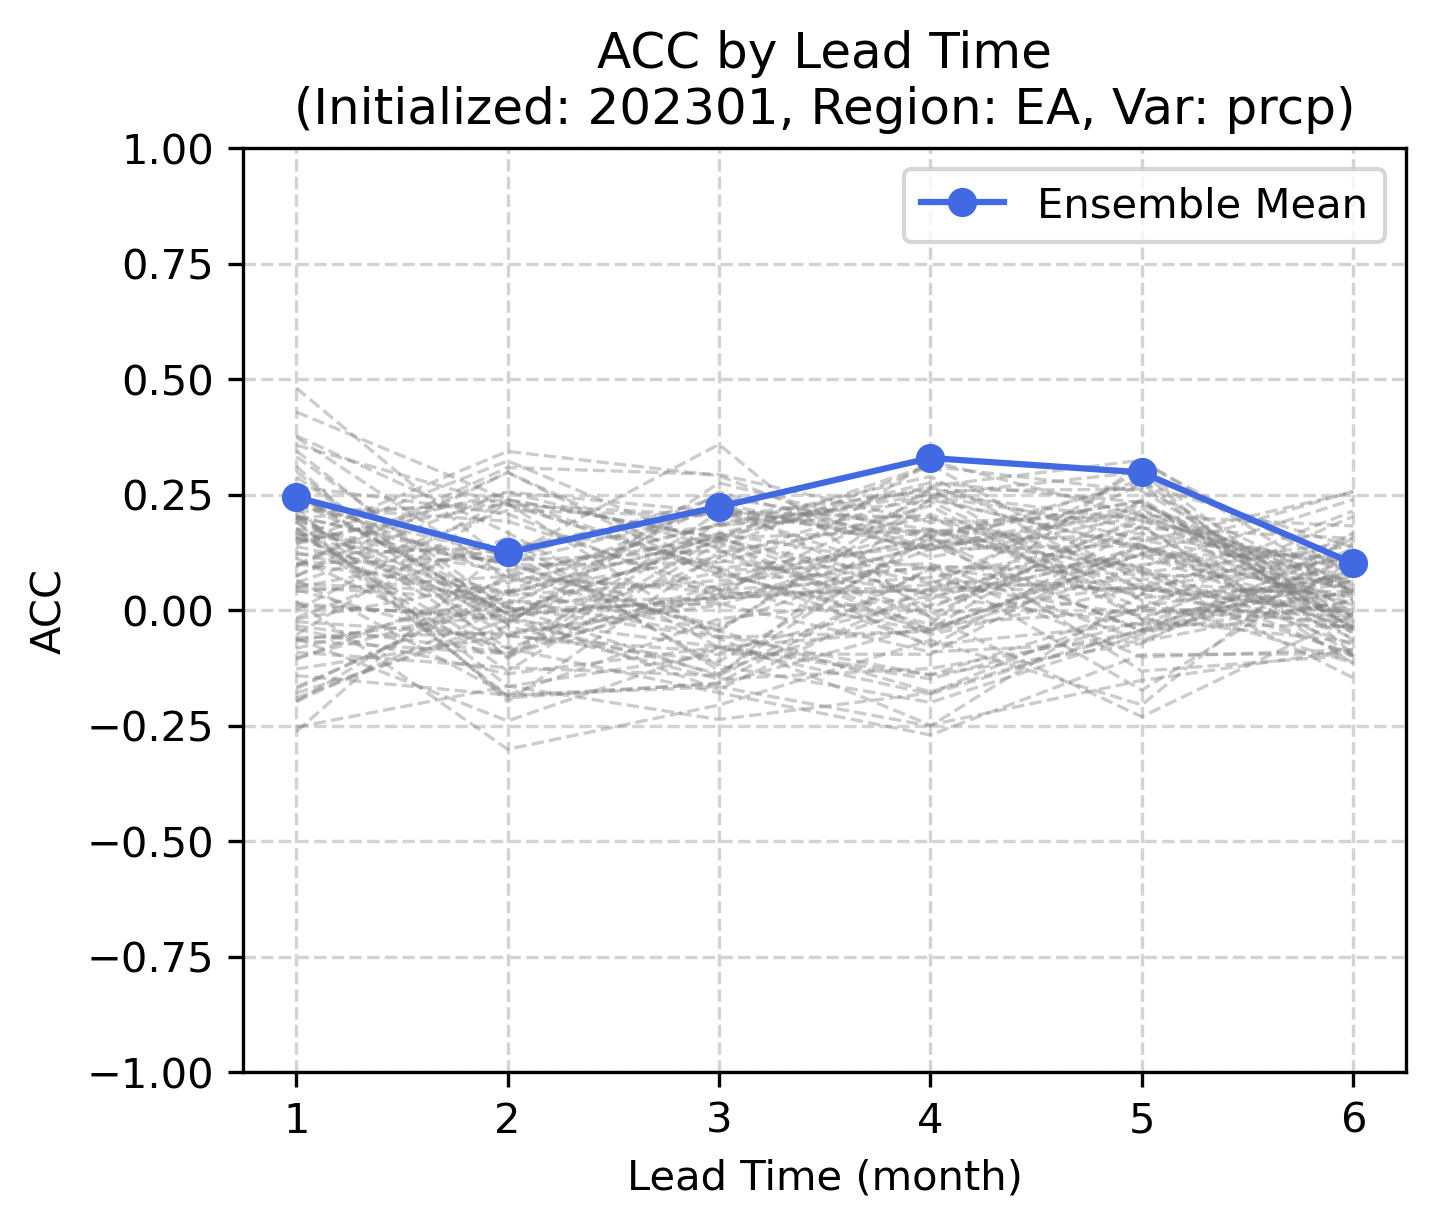 ACC by Lead Time
(Initialized: 202301, Region: EA, Var: prcp)
Ensemble Mean
1.00
0.75
0.50
0.25
0.00
−0.25
−0.50
−0.75
−1.00
ACC
1 2 3 4 5 6
Lead Time (month)